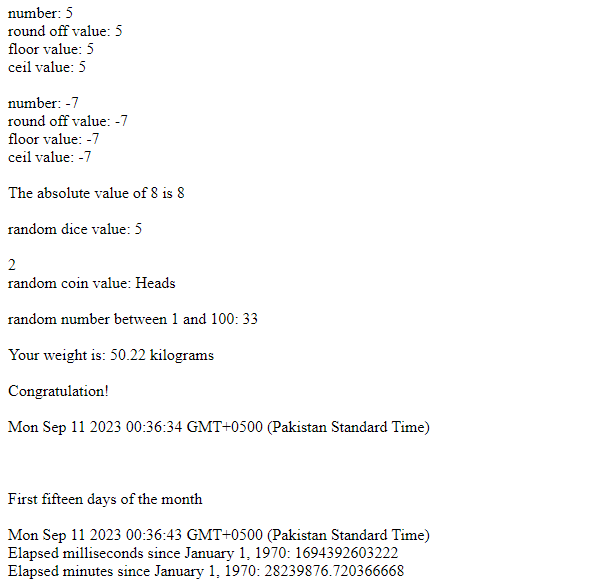 number: 5
round off value: 5
floor value: 5
ceil value: 5
number: -7
round off value: -7
floor value: -7
ceil value: -7
The absolute value of 8 is 8
random dice value: 5
2
random coin value: Heads
random number between 1 and 100: 33
Your weight is: 50.22 kilograms
Congratulation!
Mon Sep 11 2023 00:36:34 GMT+0500 (Pakistan Standard Time)
First fifteen days of the month
Mon Sep 11 2023 00:36:43 GMT+0500 (Pakistan Standard Time)
Elapsed milliseconds since January 1, 1970: 1694392603222
Elapsed minutes since January 1, 1970: 28239876.720366668